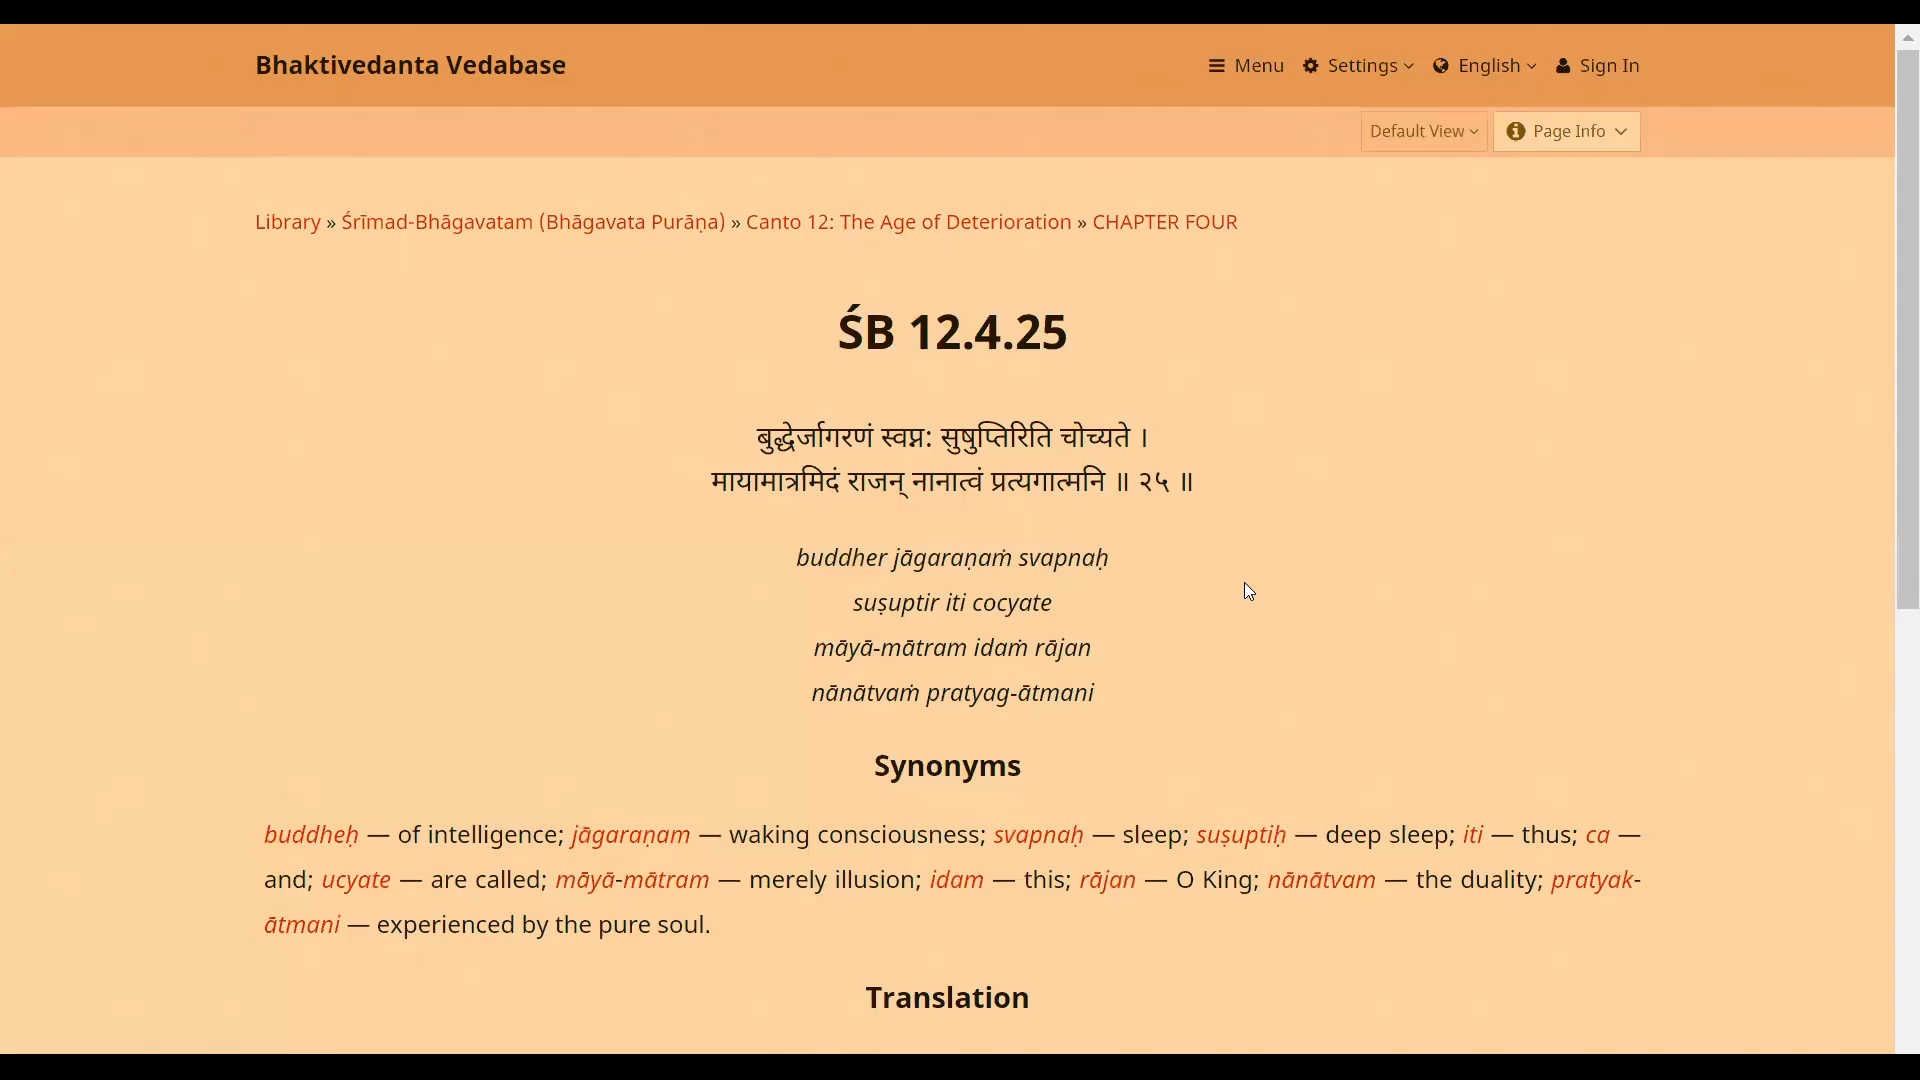 Bhaktivedanta Vedabase
Menu Settings English Sign In
Default View Page Info
Library » Śrīmad-Bhāgavatam (Bhāgavata Purāṇa) » Canto 12: The Age of Deterioration » CHAPTER FOUR
ŚB 12.4.25
बुद्धेर्जागरणं स्वप्न: सुषुप्तिरिति चोच्यते ।
मायामात्रमिदं राजन् नानात्वं प्रत्यगात्मनि ॥ २५ ॥
buddher jāgaraṇaṁ svapnaḥ
suṣuptir iti cocyate
māyā-mātram idaṁ rājan
nānātvaṁ pratyag-ātmani
Synonyms
buddheḥ — of intelligence; jāgaraṇam — waking consciousness; svapnaḥ — sleep; suṣuptiḥ — deep sleep; iti — thus; ca —
and; ucyate — are called; māyā-mātram — merely illusion; idam — this; rājan — O King; nānātvam — the duality; pratyak-
ātmani — experienced by the pure soul.
Translation